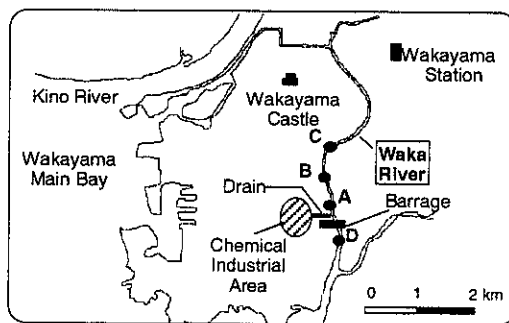 Wakayama
Station
Kino River
Wakayama
Castle
C
Waka
River
Wakayama
Main Bay
B
Drain
A
Barrage
D
Chemical
Industrial
Area
0 1 2 km